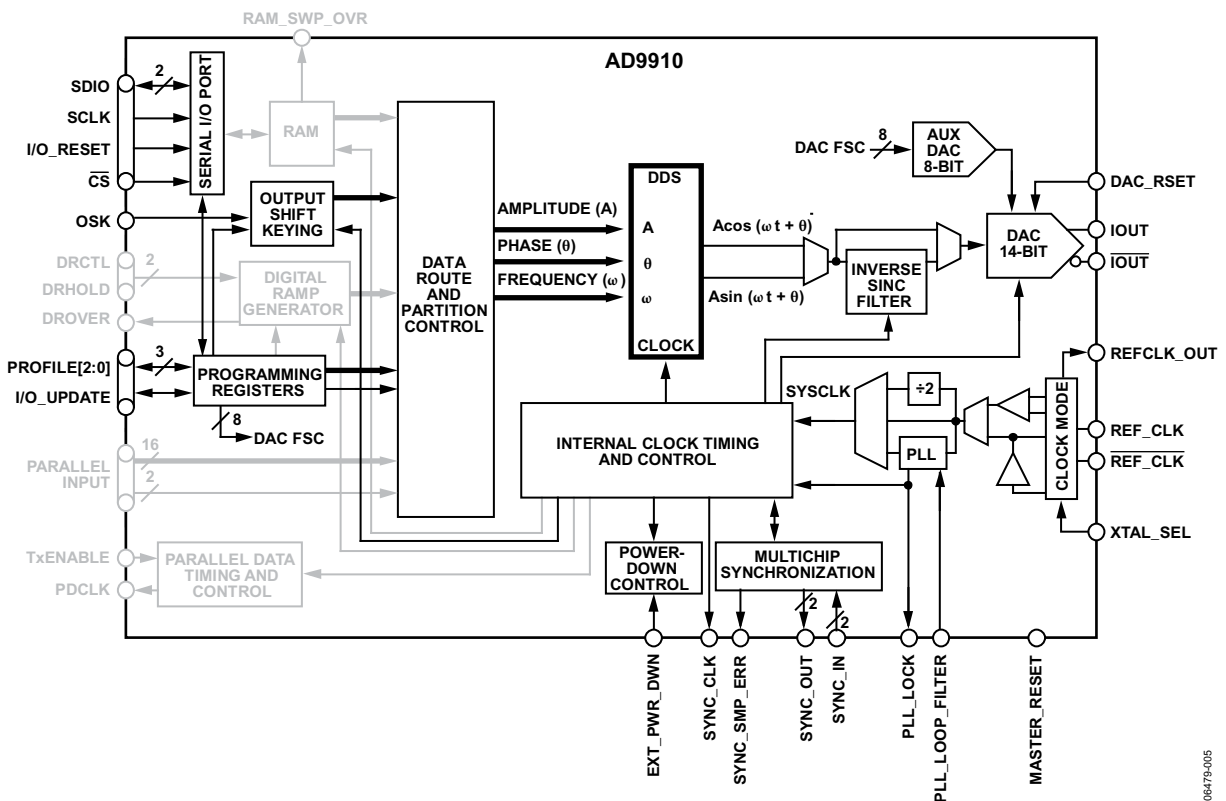 RAM_SWP_OVR
AD9910
SDIO
2
SCLK
I/O_RESET
CS
SERIAL I/O PORT
RAM
OSK
OUTPUT
SHIFT
KEYING
DRCTL
2
DRHOLD
DROVER
DIGITAL
RAMP
GENERATOR
PROFILE[2:0]
3
I/O_UPDATE
PROGRAMMING
REGISTERS
8
DAC FSC
PARALLEL
INPUT
16
2
TxENABLE
PDCLK
PARALLEL DATA
TIMING AND
CONTROL
DATA
ROUTE
AND
PARTITION
CONTROL
AMPLITUDE (A)
PHASE (θ)
FREQUENCY (ω)
DDS
A
θ
ω
CLOCK
Acos (ωt + θ)
Asin (ωt + θ)
INVERSE
SINC
FILTER
DAC FSC
8
AUX
DAC
8-BIT
DAC
14-BIT
DAC_RSET
IOUT
IOUT
REFCLK_OUT
REF_CLK
REF_CLK
XTAL_SEL
CLOCK MODE
SYSCLK
÷2
PLL
INTERNAL CLOCK TIMING
AND CONTROL
POWER-
DOWN
CONTROL
MULTICHIP
SYNCHRONIZATION
2
2
EXT_PWR_DWN
SYNC_CLK
SYNC_SMP_ERR
SYNC_OUT
SYNC_IN
PLL_LOCK
PLL_LOOP_FILTER
MASTER_RESET
06479-005